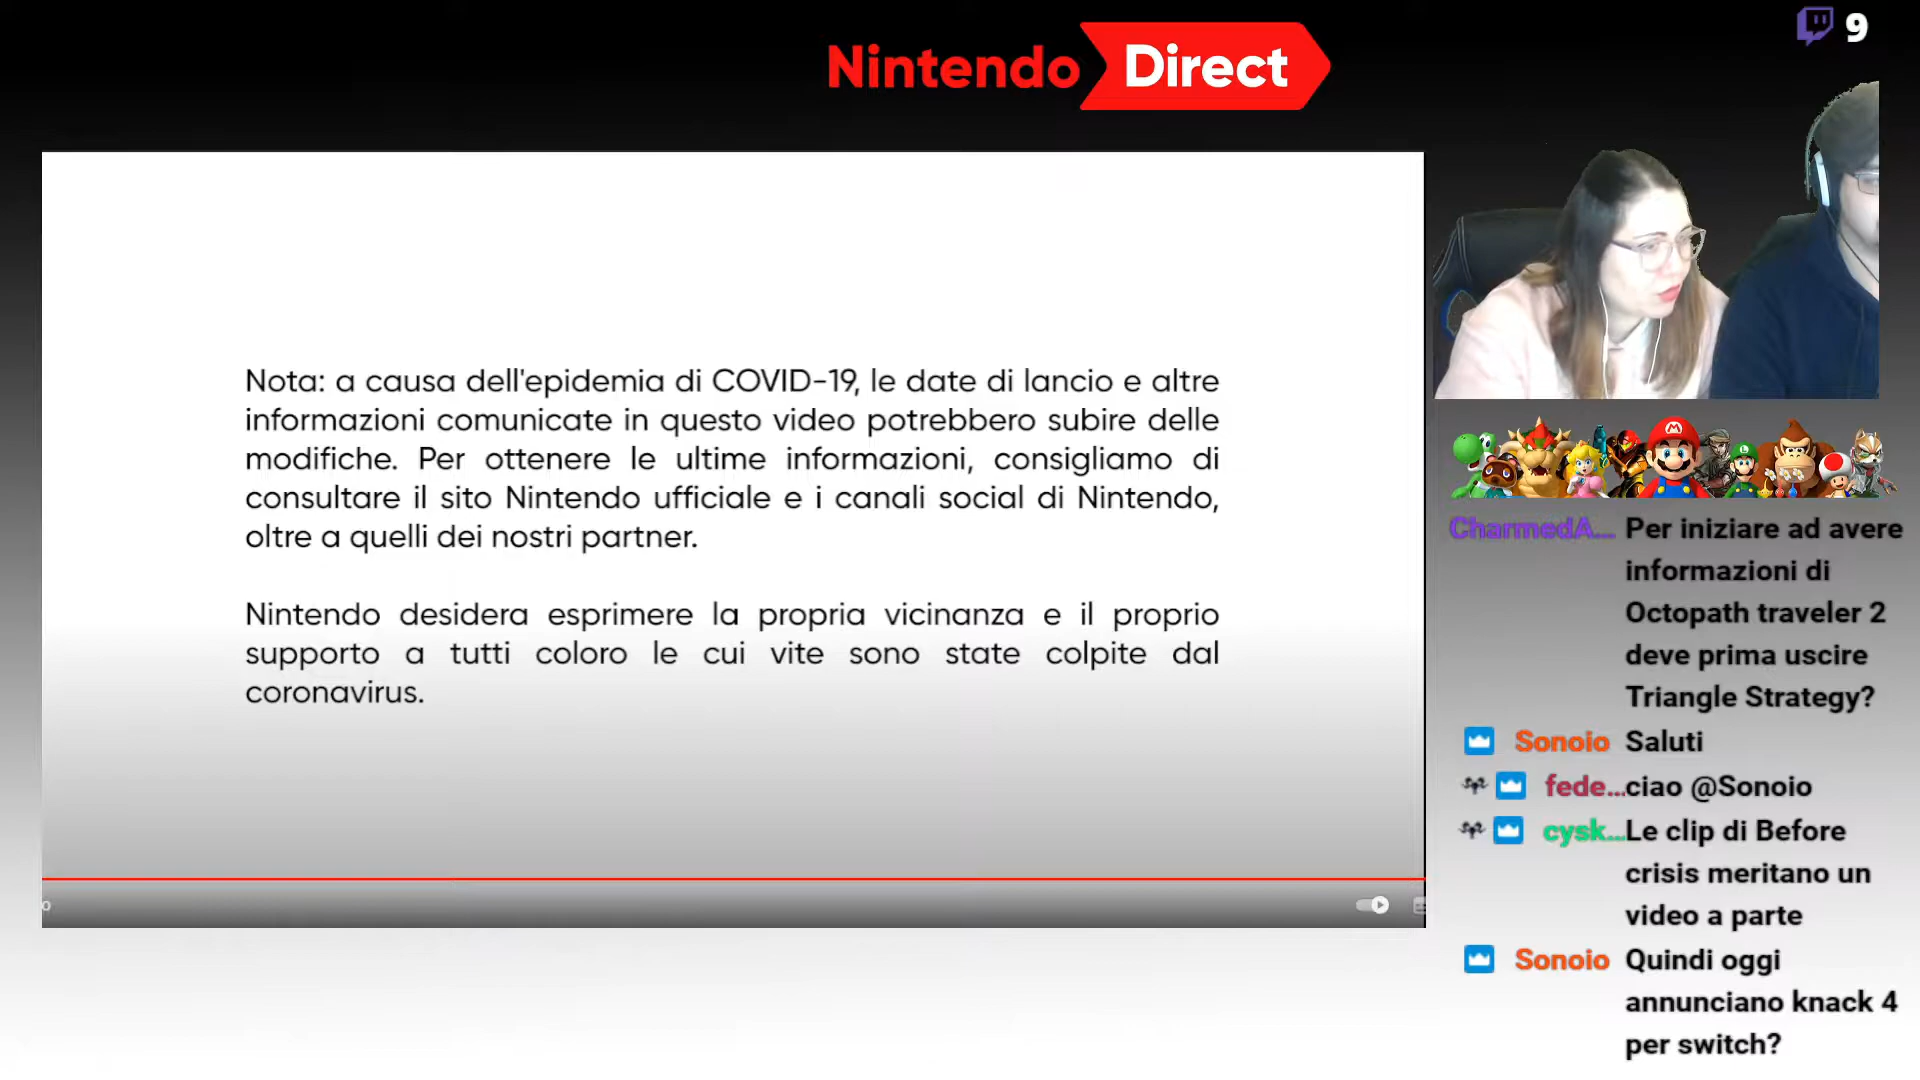 Nintendo Direct
9
Nota: a causa dell'epidemia di COVID-19, le date di lancio e altre
informazioni comunicate in questo video potrebbero subire delle
modifiche. Per ottenere le ultime informazioni, consigliamo di
consultare il sito Nintendo ufficiale e i canali social di Nintendo,
oltre a quelli dei nostri partner.
Nintendo desidera esprimere la propria vicinanza e il proprio
supporto a tutti coloro le cui vite sono state colpite dal
coronavirus.
CharmedA... Per iniziare ad avere
informazioni di
Octopath traveler 2
deve prima uscire
Triangle Strategy?
Sonoio Saluti
fede... ciao @Sonoio
cysk... Le clip di Before
crisis meritano un
video a parte
Sonoio Quindi oggi
annunciano knack 4
per switch?